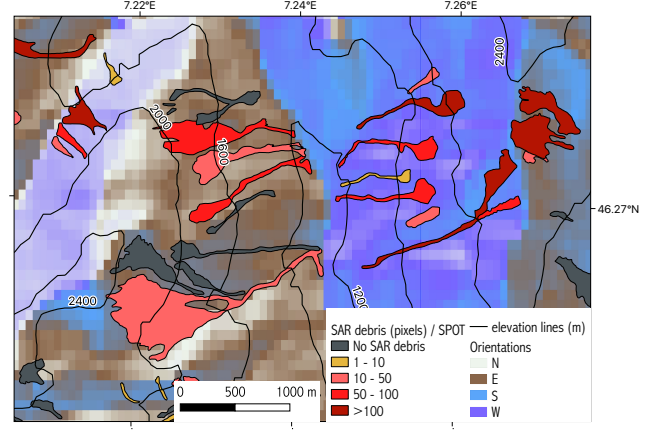 7.22°E
7.24°E
7.26°E
2400
2000
1600
46.27°N
2400
1200
SAR debris (pixels) / SPOT
No SAR debris
1 - 10
10 - 50
50 - 100
>100
elevation lines (m)
Orientations
N
E
S
W
0 500 1000 m